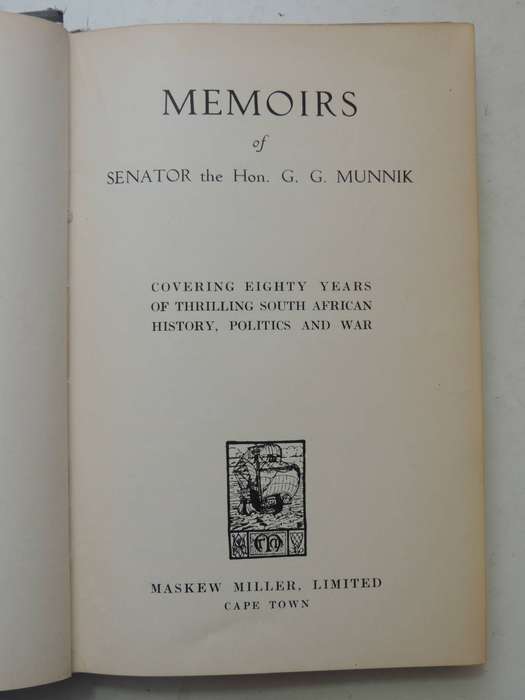 MEMOIRS
of
SENATOR the Hon. G. G. MUNNIK
COVERING EIGHTY YEARS
OF THRILLING SOUTH AFRICAN
HISTORY, POLITICS AND WAR
MASKEW MILLER, LIMITED
CAPE TOWN